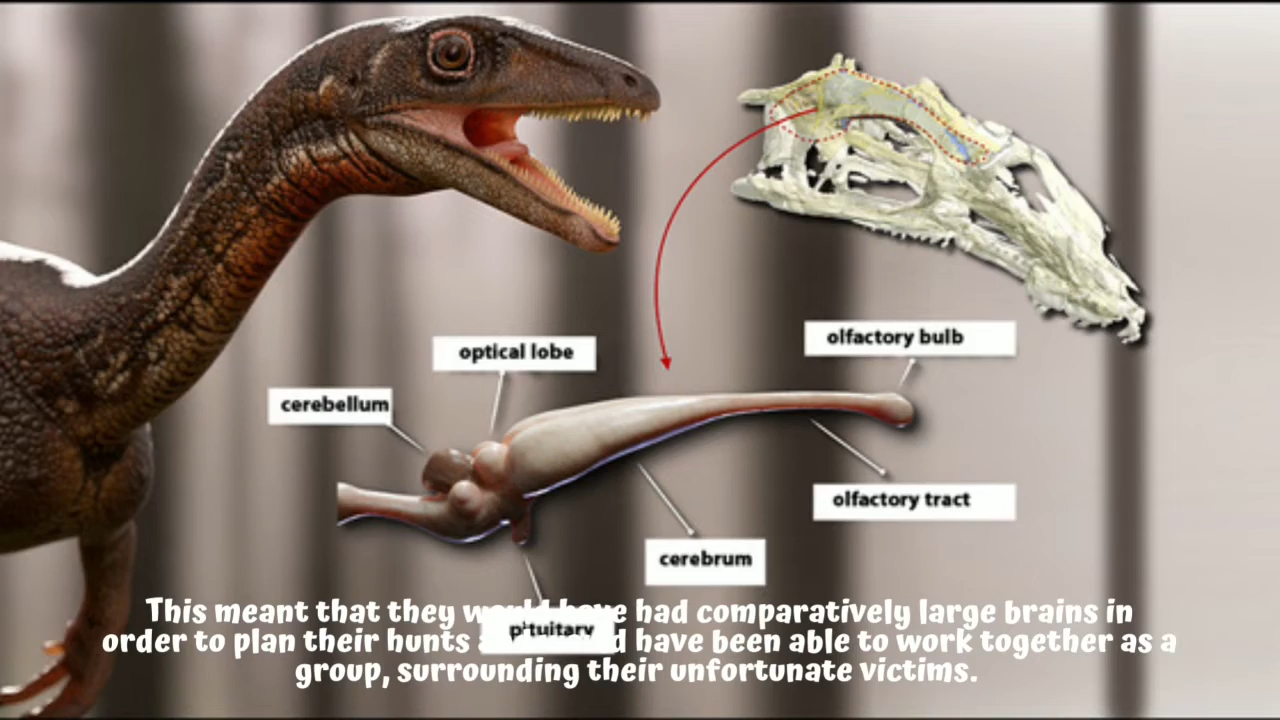 olfactory bulb
optical lobe
cerebellum
olfactory tract
cerebrum
pituitary
This meant that they would have had comparatively large brains in
order to plan their hunts have been able to work together as a
group, surrounding their unfortunate victims.